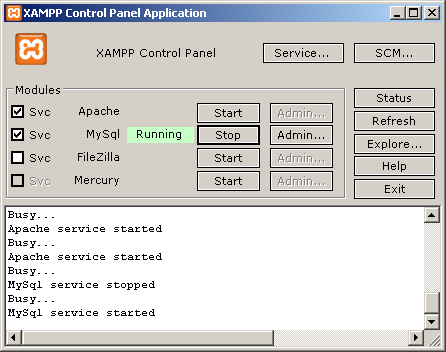 XAMPP Control Panel Application
XAMPP Control Panel
Service...
SCM...
Modules
Svc Apache Start Admin...
Svc MySql Running Stop Admin...
Svc FileZilla Start Admin...
Svc Mercury Start Admin...
Status
Refresh
Explore...
Help
Exit
Busy...
Apache service started
Busy...
Apache service started
Busy...
MySql service stopped
Busy...
MySql service started